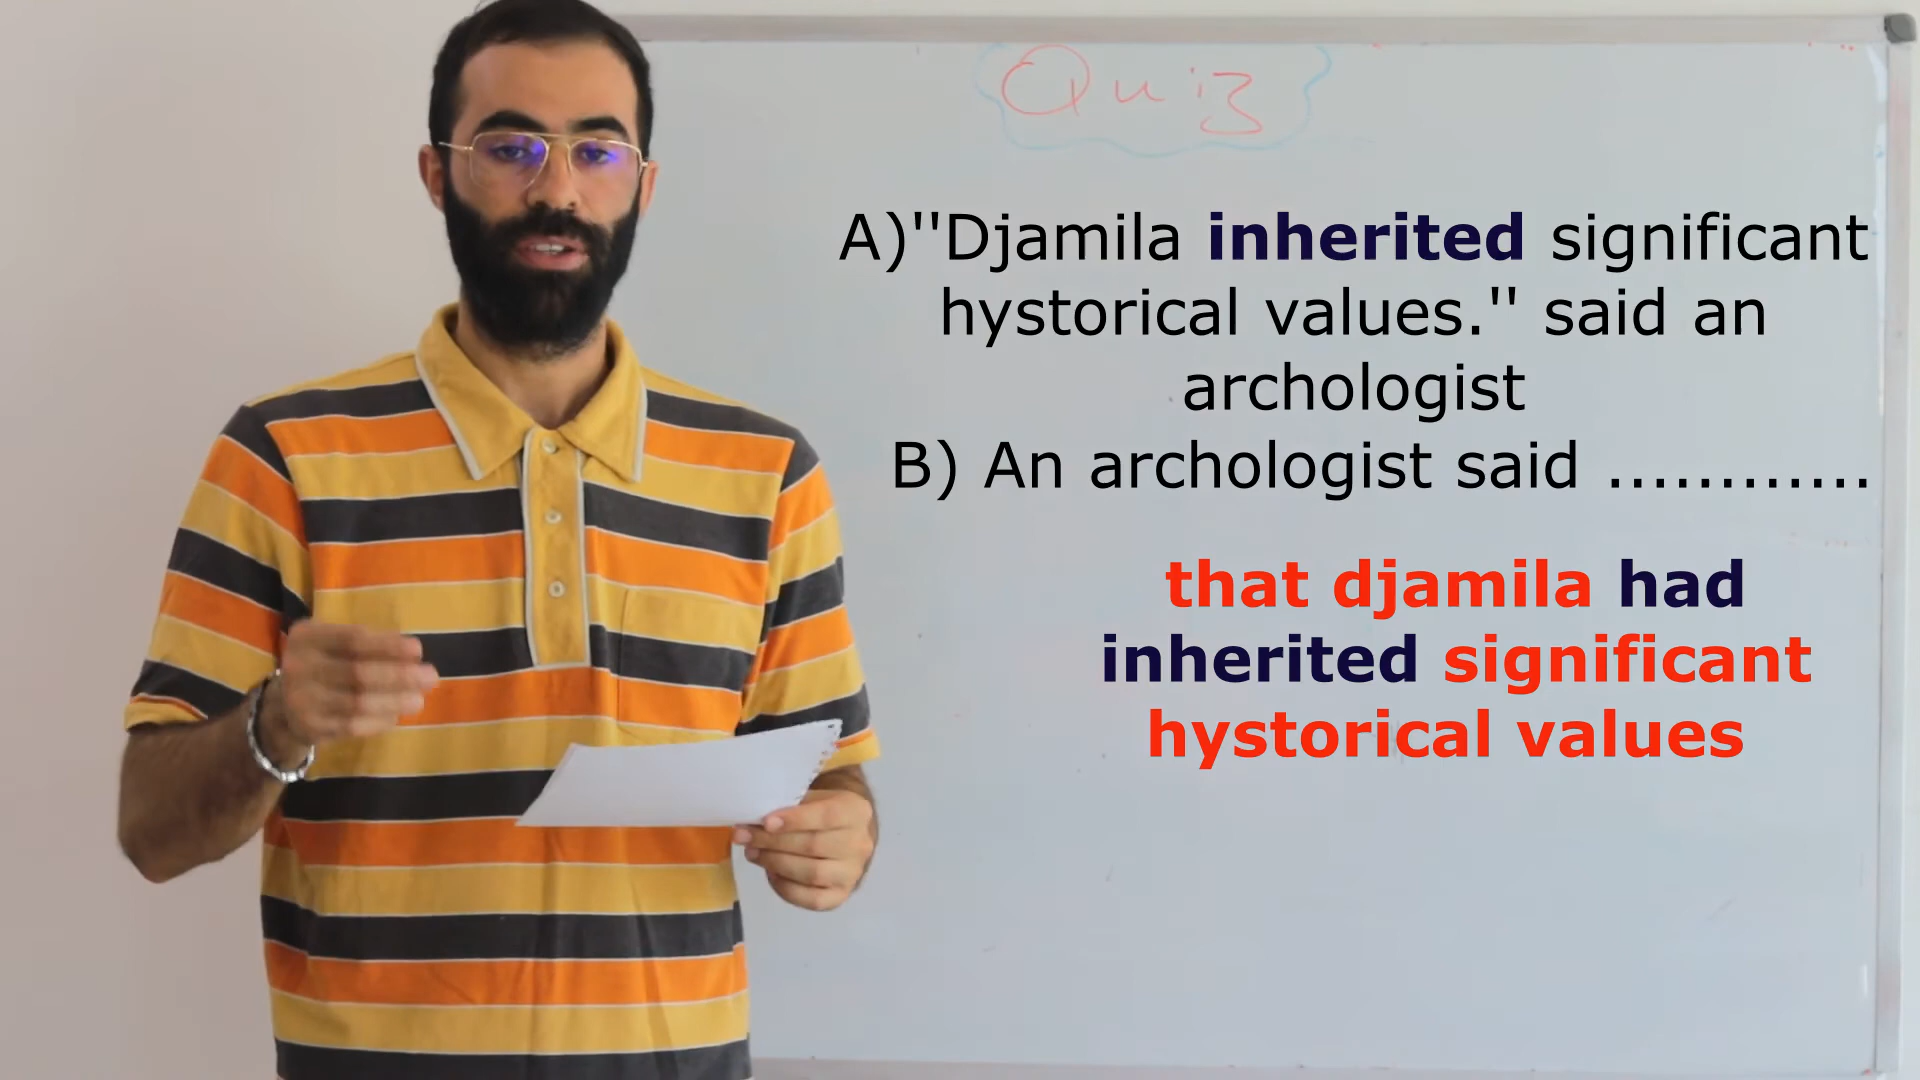 Quiz
A)"Djamila inherited significant
hystorical values." said an
archologist
B) An archologist said ............
that djamila had
inherited significant
hystorical values